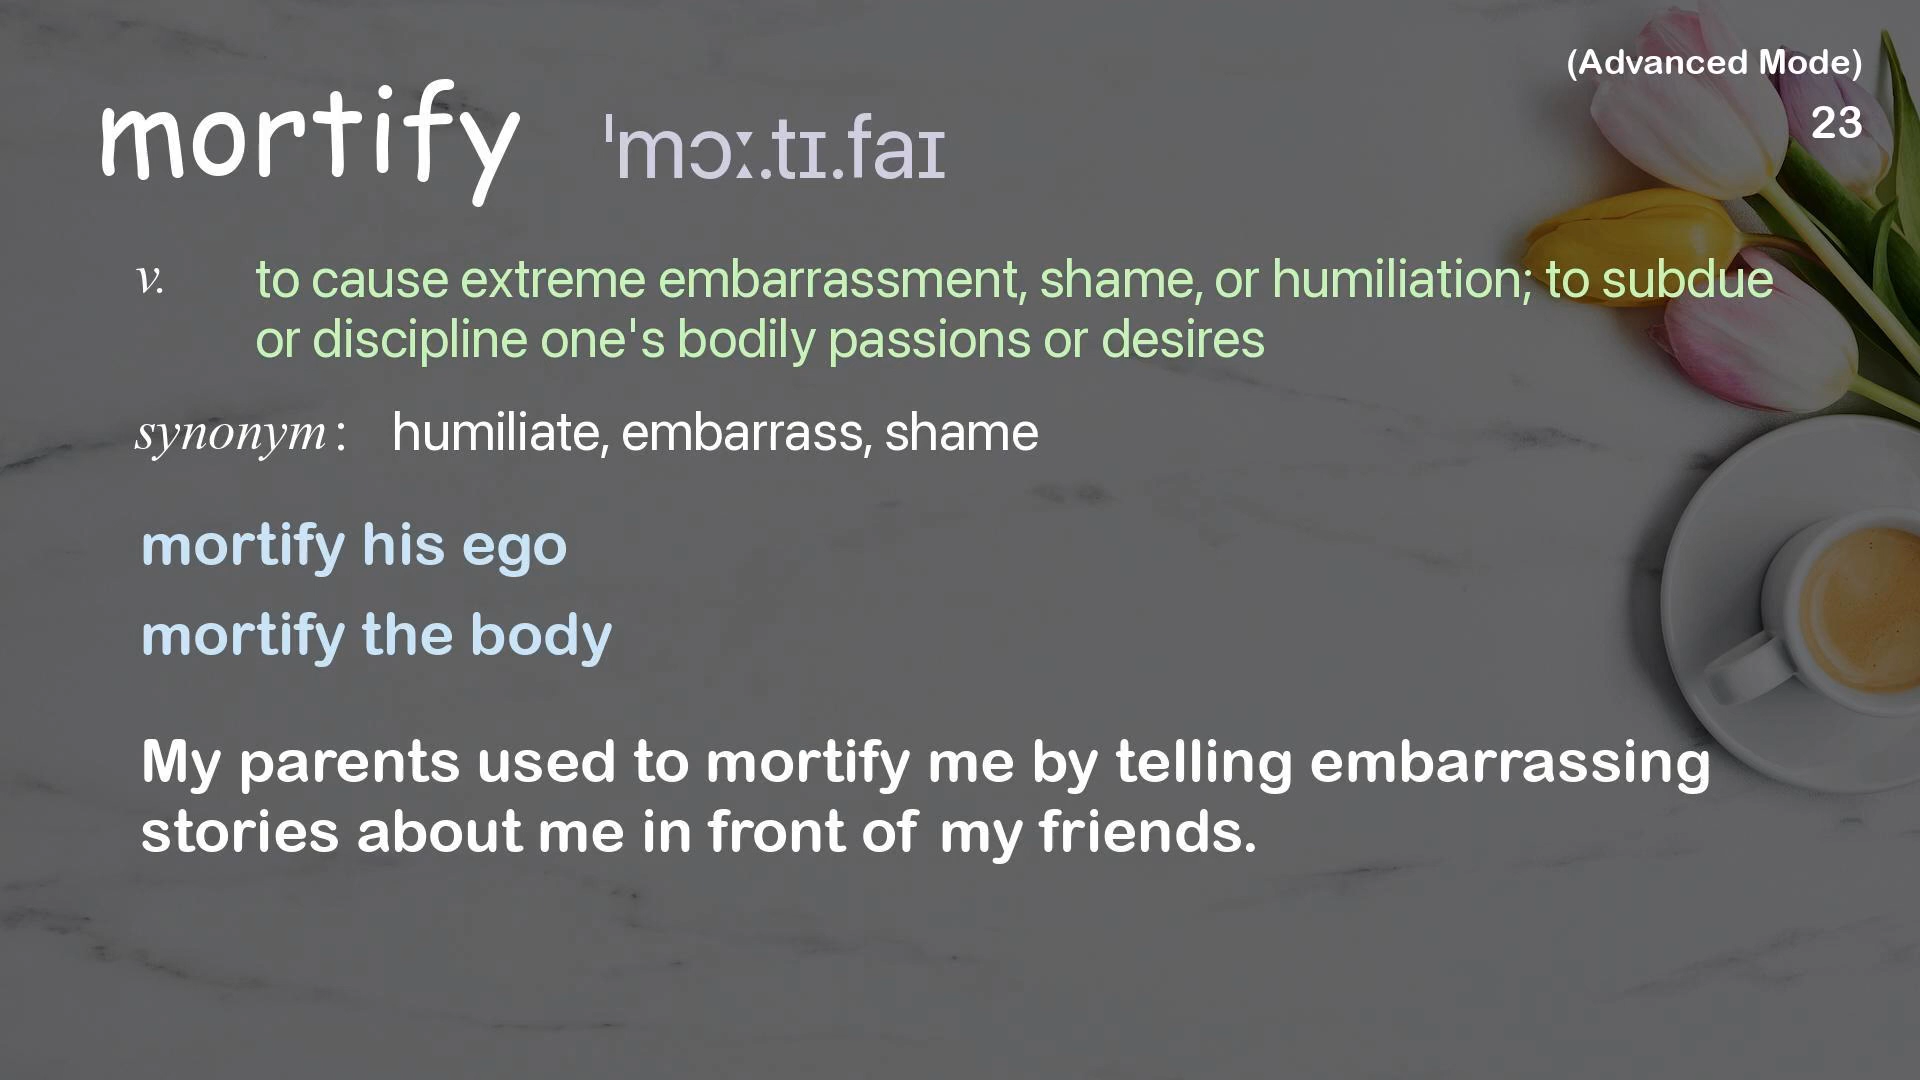 (Advanced Mode)
23
mortify ˈmɔː.tɪ.faɪ
v. to cause extreme embarrassment, shame, or humiliation; to subdue
or discipline one's bodily passions or desires
synonym : humiliate, embarrass, shame
mortify his ego
mortify the body
My parents used to mortify me by telling embarrassing
stories about me in front of my friends.